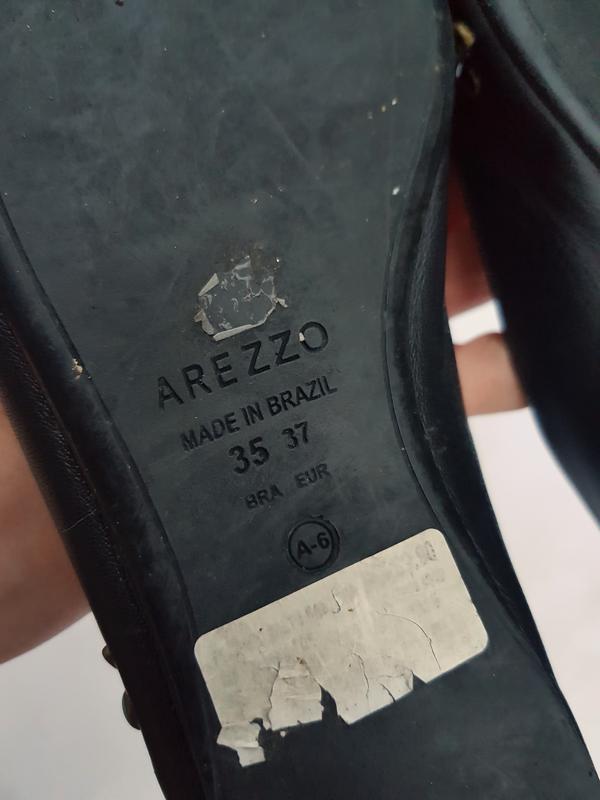 AREZZO
MADE IN BRAZIL
35 37
BRA EUR
A-6